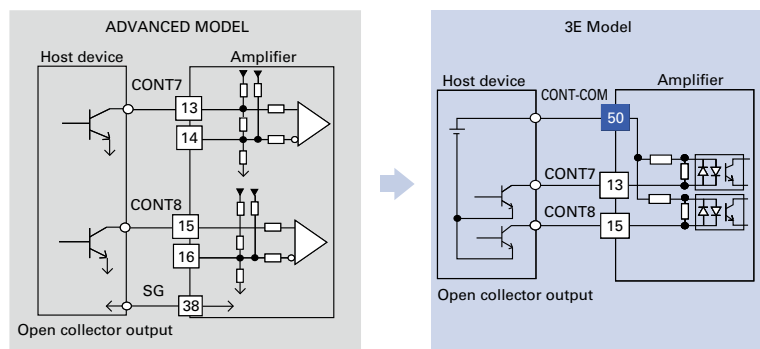 ADVANCED MODEL
Host device
Amplifier
CONT7
13
14
CONT8
15
16
SG
38
Open collector output
3E Model
Host device
Amplifier
CONT-COM
50
CONT7
13
CONT8
15
Open collector output